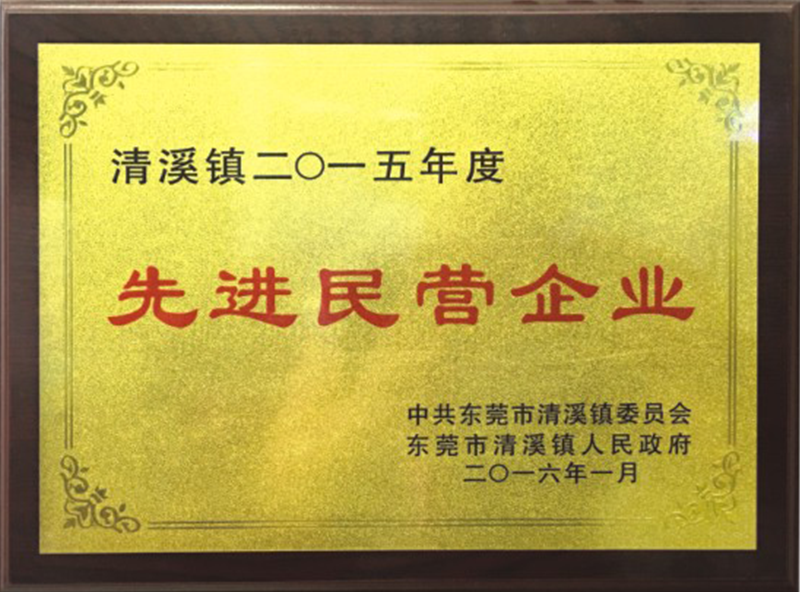 清溪镇二〇一五年度
先进民营企业
中共东莞市清溪镇委员会
东莞市清溪镇人民政府
二〇一六年一月